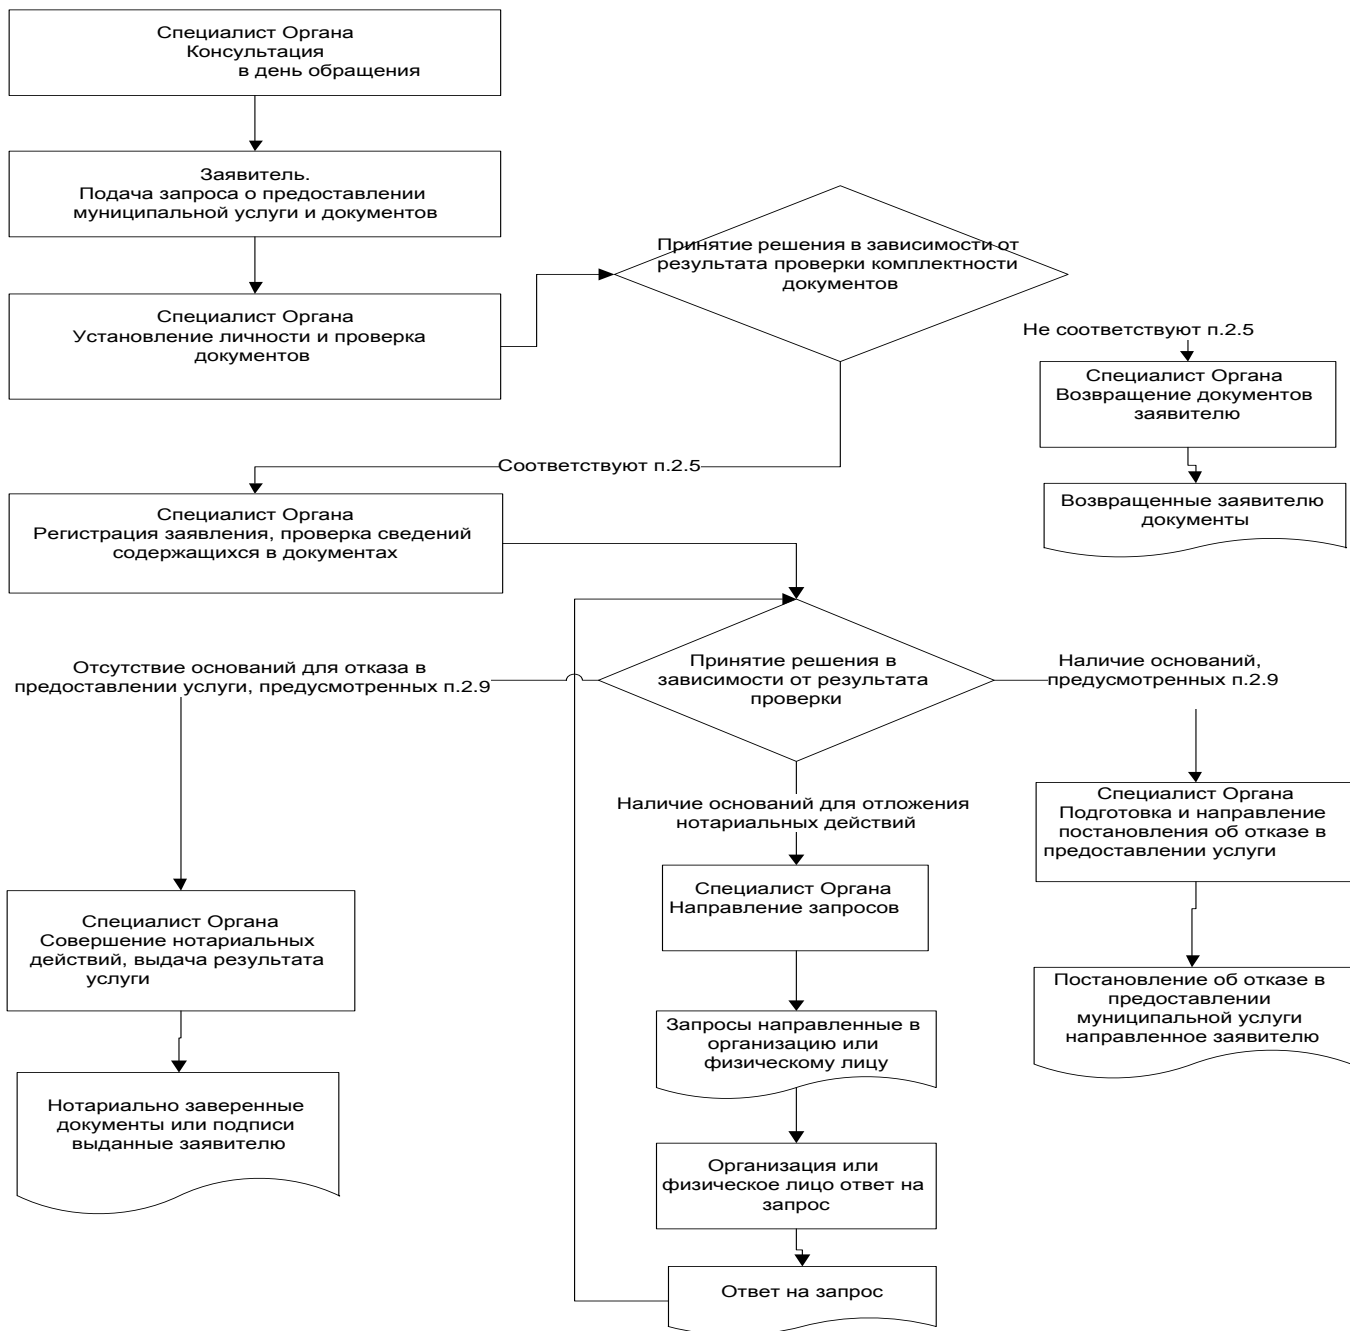 Специалист Органа
Консультация
в день обращения
Заявитель.
Подача запроса о предоставлении
муниципальной услуги и документов
Специалист Органа
Установление личности и проверка
документов
Принятие решения в зависимости от
результата проверки комплектности
документов
Не соответствуют п.2.5
Специалист Органа
Возвращение документов
заявителю
Возвращенные заявителю
документы
Соответствуют п.2.5
Специалист Органа
Регистрация заявления, проверка сведений
содержащихся в документах
Принятие решения в
зависимости от результата
проверки
Отсутствие оснований для отказа в
предоставлении услуги, предусмотренных п.2.9
Наличие оснований,
предусмотренных п.2.9
Наличие оснований для отложения
нотариальных действий
Специалист Органа
Совершение нотариальных
действий, выдача результата
услуги
Нотариально заверенные
документы или подписи
выданные заявителю
Специалист Органа
Направление запросов
Запросы направленные в
организацию или
физическому лицу
Организация или
физическое лицо ответ на
запрос
Ответ на запрос
Специалист Органа
Подготовка и направление
постановления об отказе в
предоставлении услуги
Постановление об отказе в
предоставлении
муниципальной услуги
направленное заявителю